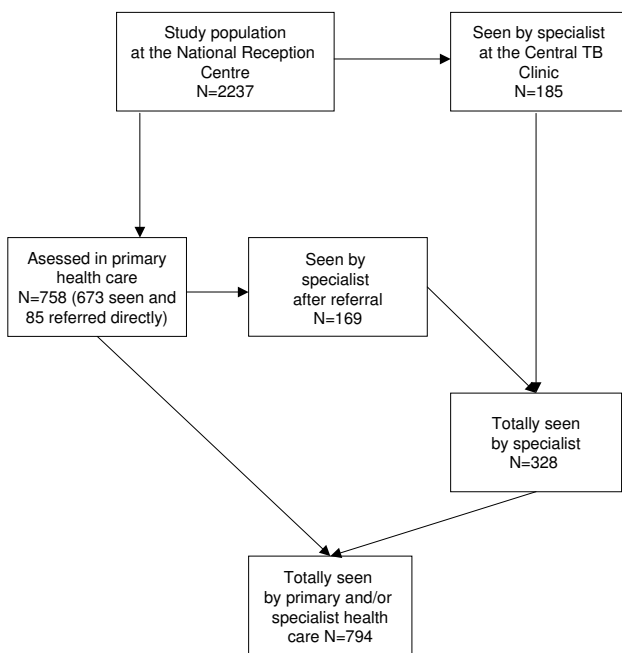 Study population
at the National Reception
Centre
N=2237
Seen by specialist
at the Central TB
Clinic
N=185
Asessed in primary
health care
N=758 (673 seen and
85 referred directly)
Seen by
specialist
after referral
N=169
Totally seen
by specialist
N=328
Totally seen
by primary and/or
specialist health
care N=794